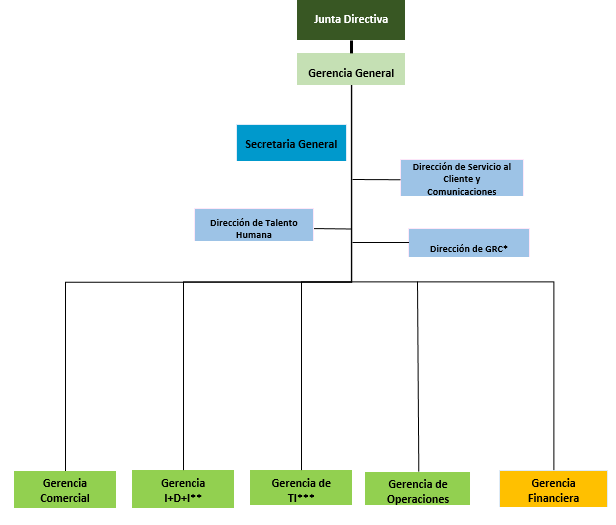 Junta Directiva
Gerencia General
Secretaria General
Dirección de Servicio al
Cliente y
Comunicaciones
Dirección de Talento
Humana
Dirección de GRC*
Gerencia
Comercial
Gerencia
I+D+I**
Gerencia de
TI***
Gerencia de
Operaciones
Gerencia
Financiera